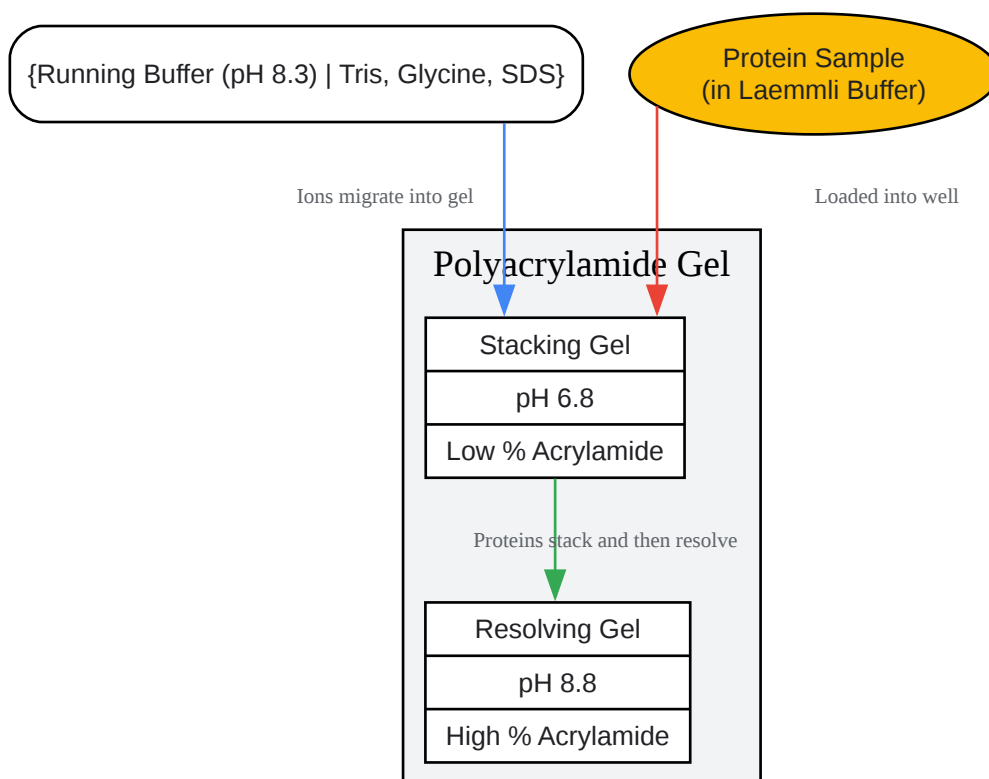 {Running Buffer (pH 8.3) | Tris, Glycine, SDS}
Protein Sample
(in Laemmli Buffer)
Ions migrate into gel
Loaded into well
Polyacrylamide Gel
Stacking Gel
pH 6.8
Low % Acrylamide
Proteins stack and then resolve
Resolving Gel
pH 8.8
High % Acrylamide